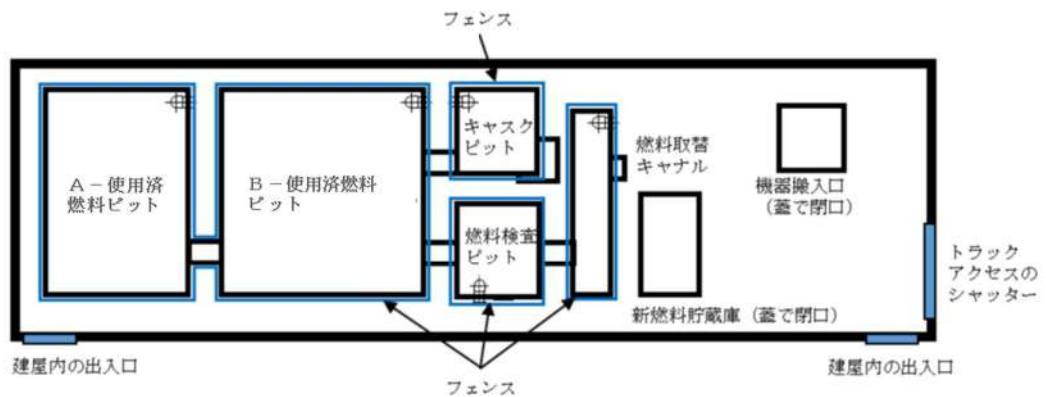 フェンス
A－使用済
燃料ピット
B－使用済燃料
ピット
キャスク
ピット
燃料検査
ピット
燃料取替
キャナル
機器搬入口
(蓋で閉口)
新燃料貯蔵庫 (蓋で閉口)
トラック
アクセスの
シャッター
建屋内の出入口
フェンス
建屋内の出入口